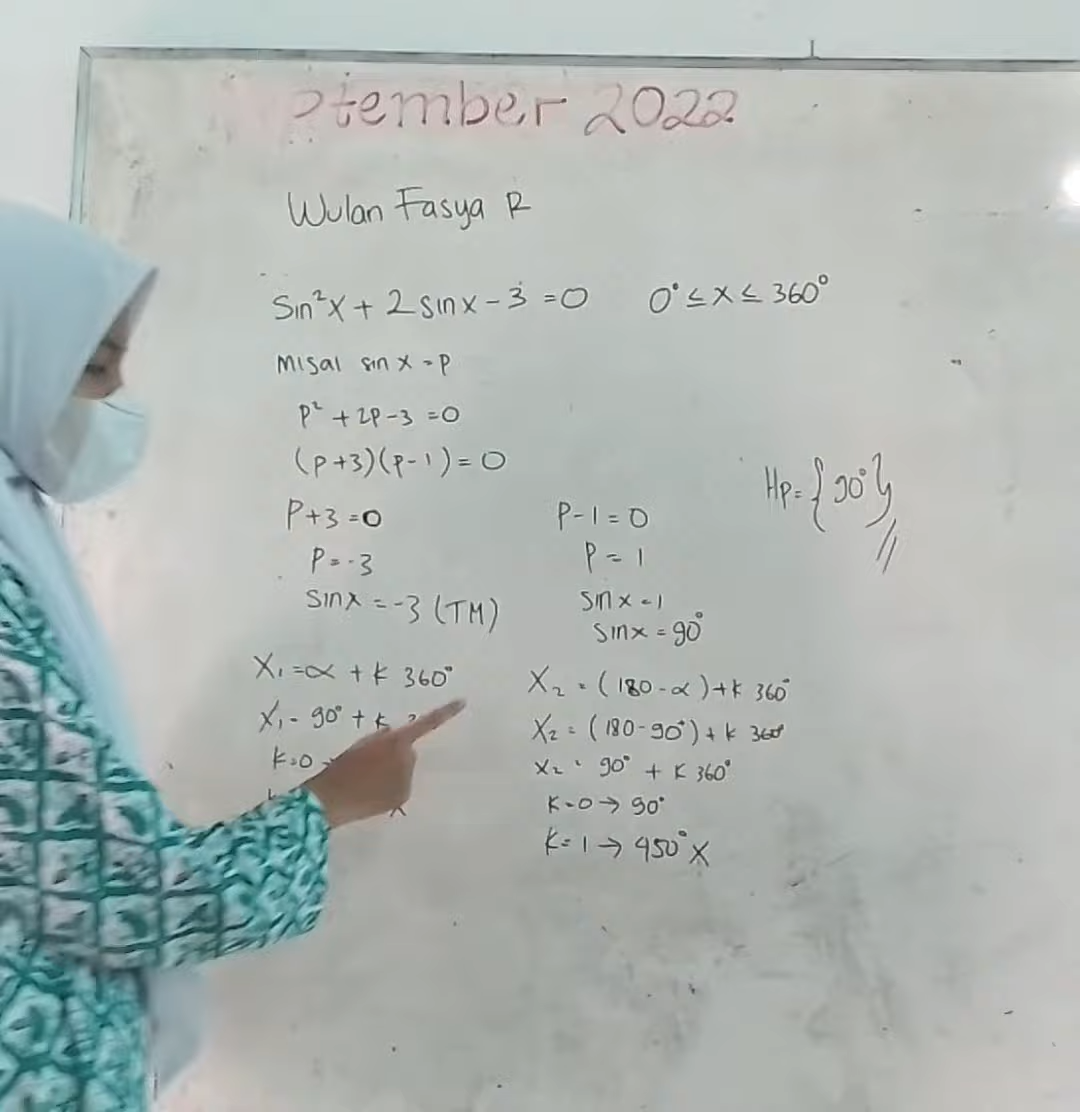 September 2022
Wulan Fasya R
Sin²x + 2 sin x - 3 = 0 0° ≤ x ≤ 360°
Misal sin x = p
p² + 2p - 3 = 0
(p+3)(p-1) = 0
Hp = {90°}
P+3 = 0
P = -3
sin x = -3 (TM)
P-1 = 0
P = 1
sin x = 1
sin x = 90°
X₁ = α + k 360°
X₁ = 90° + k
k=0
X₂ = (180-α) + k 360°
X₂ = (180-90°) + k 360°
X₂ = 90° + k 360°
k=0 → 90°
k=1 → 450° X